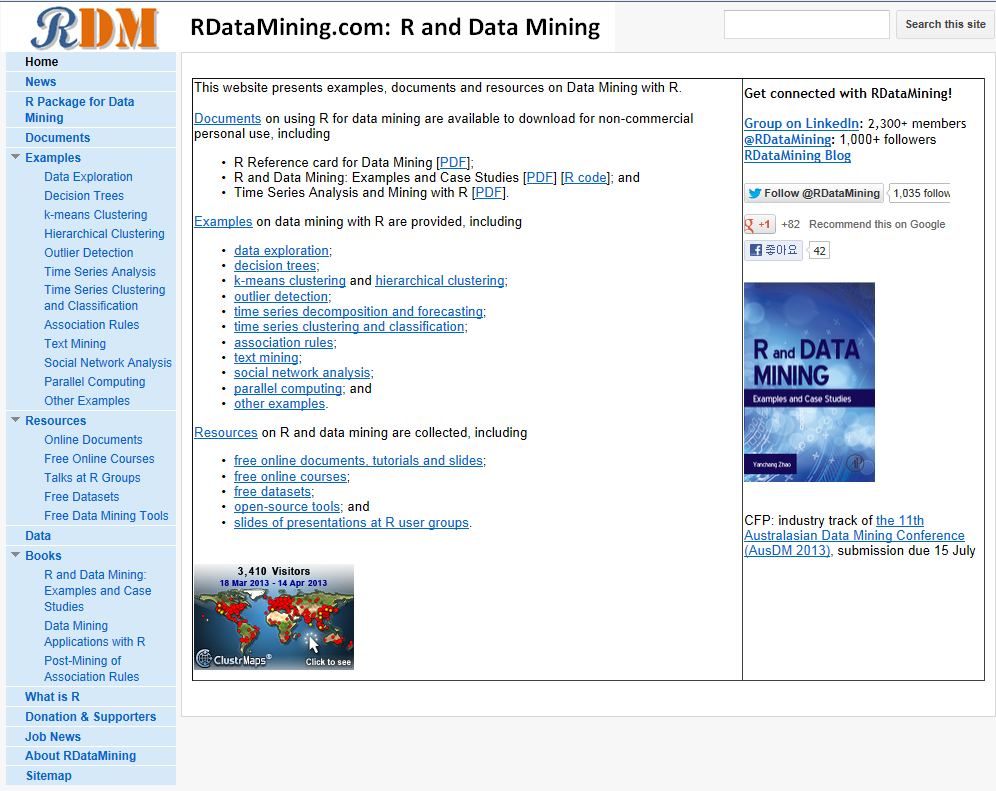 RDM
RDataMining.com: R and Data Mining
Search this site
Home
News
R Package for Data
Mining
Documents
Examples
Data Exploration
Decision Trees
k-means Clustering
Hierarchical Clustering
Outlier Detection
Time Series Analysis
Time Series Clustering
and Classification
Association Rules
Text Mining
Social Network Analysis
Parallel Computing
Other Examples
Resources
Online Documents
Free Online Courses
Talks at R Groups
Free Datasets
Free Data Mining Tools
Data
Books
R and Data Mining:
Examples and Case
Studies
Data Mining
Applications with R
Post-Mining of
Association Rules
What is R
Donation & Supporters
Job News
About RDataMining
Sitemap
This website presents examples, documents and resources on Data Mining with R.
Documents on using R for data mining are available to download for non-commercial
personal use, including
• R Reference card for Data Mining [PDF];
• R and Data Mining: Examples and Case Studies [PDF] [R code]; and
• Time Series Analysis and Mining with R [PDF].
Examples on data mining with R are provided, including
• data exploration;
• decision trees;
• k-means clustering and hierarchical clustering;
• outlier detection;
• time series decomposition and forecasting;
• time series clustering and classification;
• association rules;
• text mining;
• social network analysis;
• parallel computing; and
• other examples.
Resources on R and data mining are collected, including
• free online documents, tutorials and slides;
• free online courses;
• free datasets;
• open-source tools; and
• slides of presentations at R user groups.
3,410 Visitors
18 Mar 2013 - 14 Apr 2013
ClustrMaps®
Click to see
Get connected with RDataMining!
Group on LinkedIn: 2,300+ members
@RDataMining: 1,000+ followers
RDataMining Blog
Follow @RDataMining 1,035 follow
g +1 +82 Recommend this on Google
f 좋아요 42
R and DATA
MINING
Examples and Case Studies
Yanchang Zhao
CFP: industry track of the 11th
Australasian Data Mining Conference
(AusDM 2013), submission due 15 July